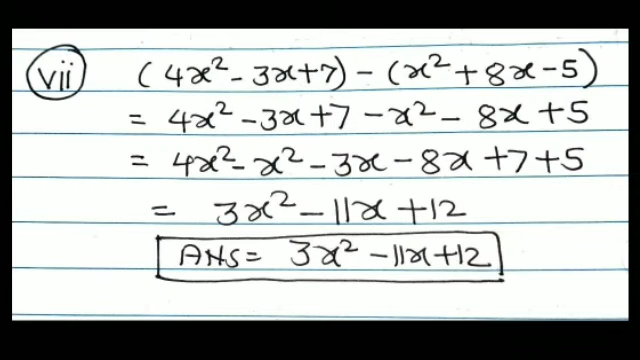 vii (4x² - 3x + 7) - (x² + 8x - 5)
= 4x² - 3x + 7 - x² - 8x + 5
= 4x² - x² - 3x - 8x + 7 + 5
= 3x² - 11x + 12
ANS = 3x² - 11x + 12